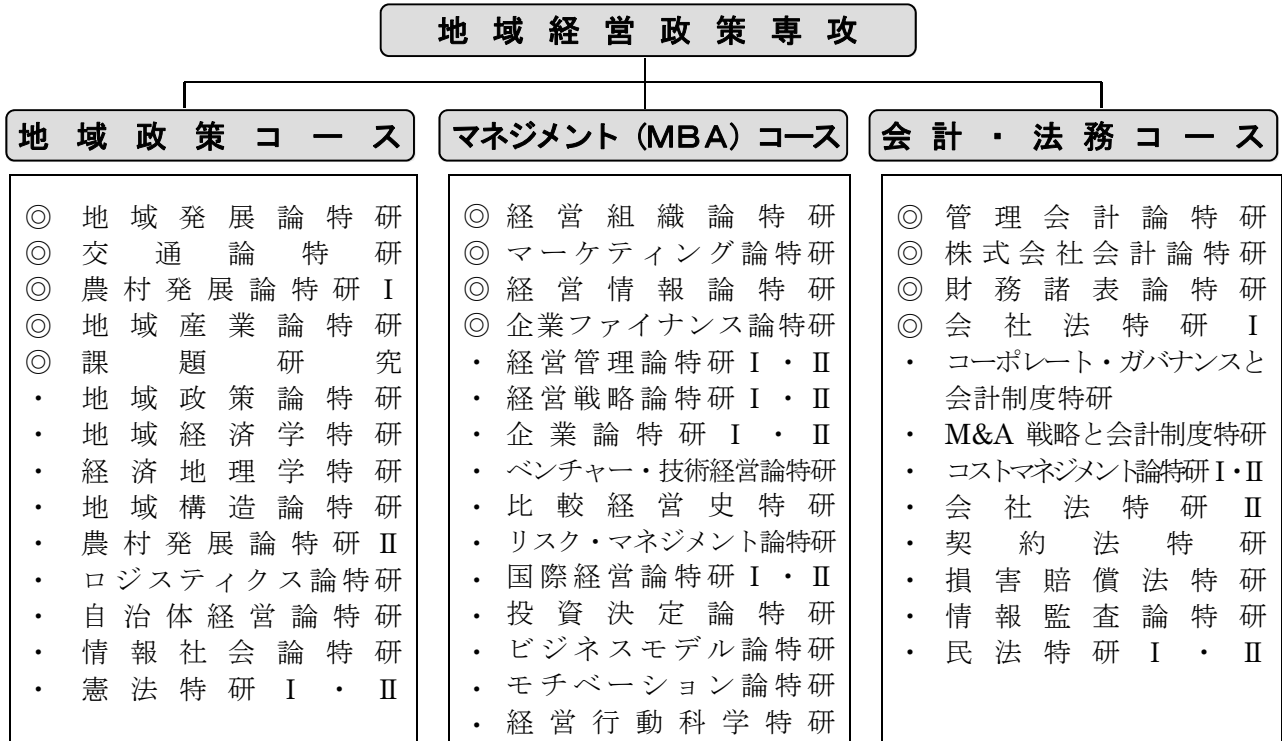 地域経営政策専攻
地域政策コース
◎ 地域発展論特研
◎ 交通論特研
◎ 農村発展論特研Ⅰ
◎ 地域産業論特研
◎ 課題研究
・ 地域政策論特研
・ 地域経済学特研
・ 経済地理学特研
・ 地域構造論特研
・ 農村発展論特研Ⅱ
・ ロジスティクス論特研
・ 自治体経営論特研
・ 情報社会論特研
・ 憲法特研Ⅰ・Ⅱ
マネジメント（ＭＢＡ）コース
◎ 経営組織論特研
◎ マーケティング論特研
◎ 経営情報論特研
◎ 企業ファイナンス論特研
・ 経営管理論特研Ⅰ・Ⅱ
・ 経営戦略論特研Ⅰ・Ⅱ
・ 企業論特研Ⅰ・Ⅱ
・ ベンチャー・技術経営論特研
・ 比較経営史特研
・ リスク・マネジメント論特研
・ 国際経営論特研Ⅰ・Ⅱ
・ 投資決定論特研
・ ビジネスモデル論特研
・ モチベーション論特研
・ 経営行動科学特研
会計・法務コース
◎ 管理会計論特研
◎ 株式会社会計論特研
◎ 財務諸表論特研
◎ 会社法特研Ⅰ
・ コーポレート・ガバナンスと
会計制度特研
・ M&A 戦略と会計制度特研
・ コストマネジメント論特研Ⅰ・Ⅱ
・ 会社法特研Ⅱ
・ 契約法特研
・ 損害賠償法特研
・ 情報監査論特研
・ 民法特研Ⅰ・Ⅱ